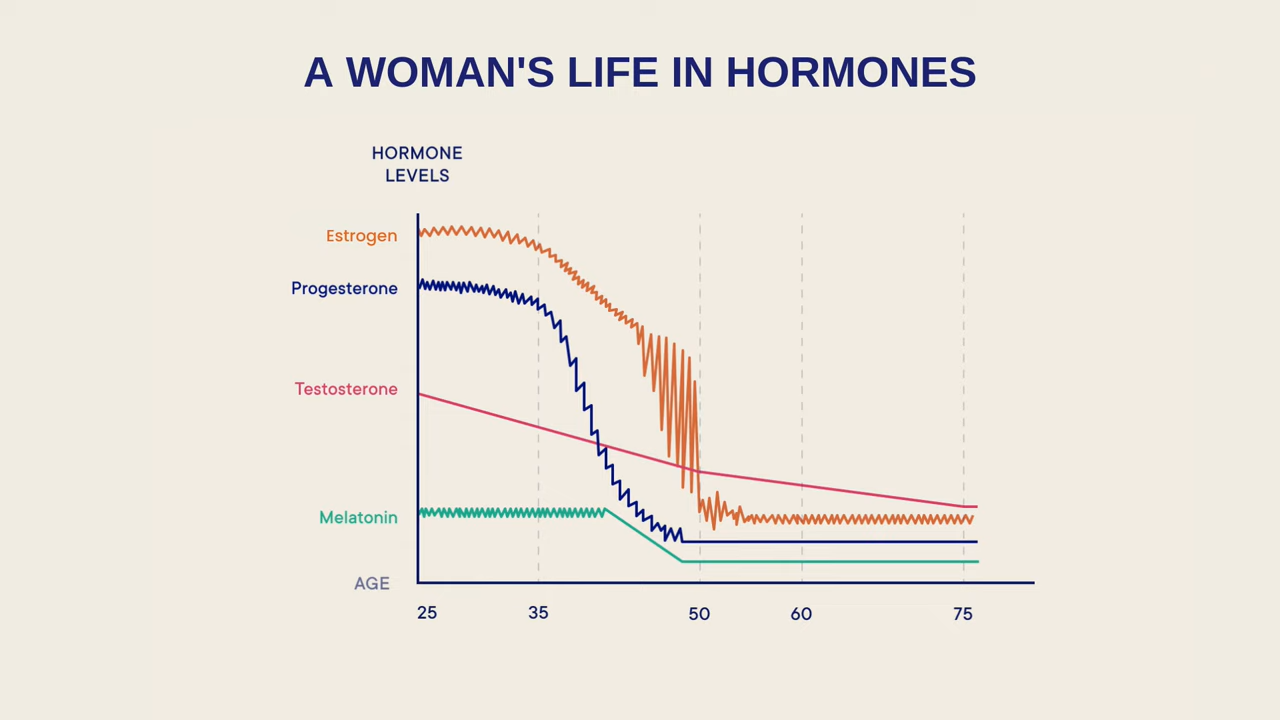 A WOMAN'S LIFE IN HORMONES
HORMONE
LEVELS
Estrogen
Progesterone
Testosterone
Melatonin
AGE
25 35 50 60 75